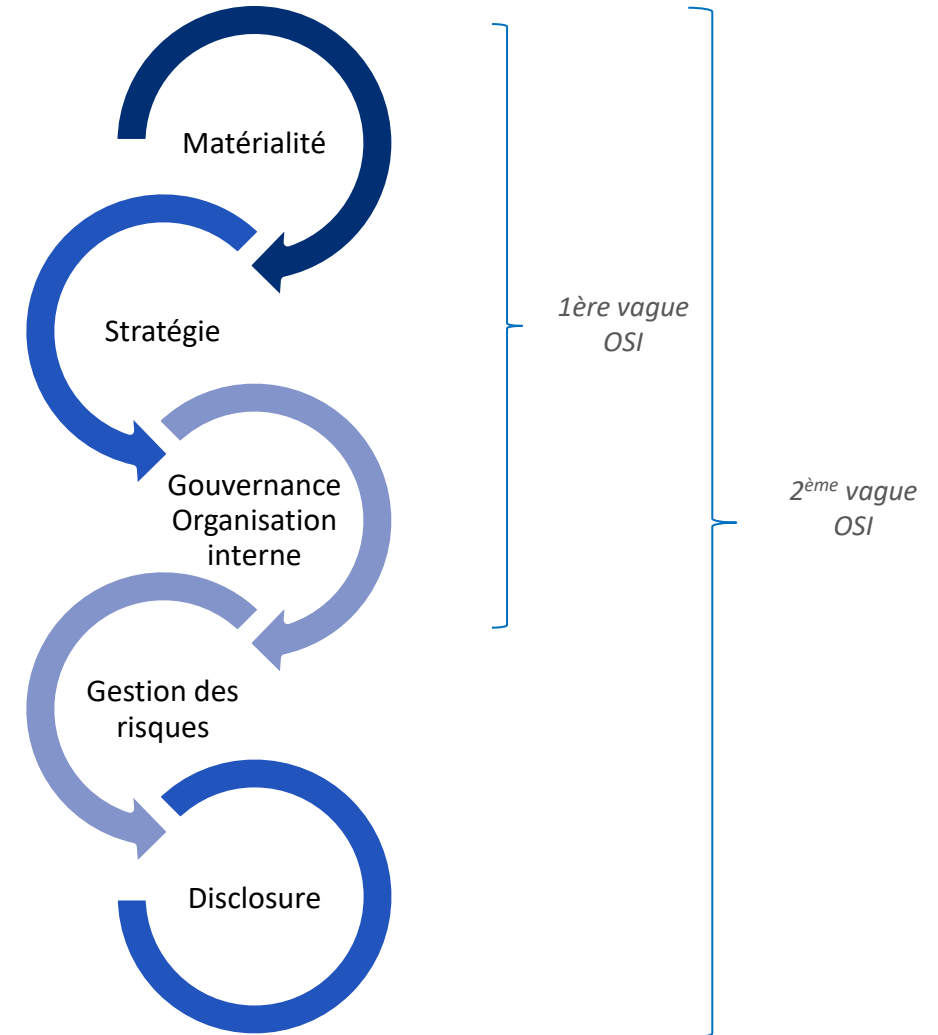 Matérialité
Stratégie
1ère vague
OSI
Gouvernance
Organisation
interne
2ème vague
OSI
Gestion des
risques
Disclosure